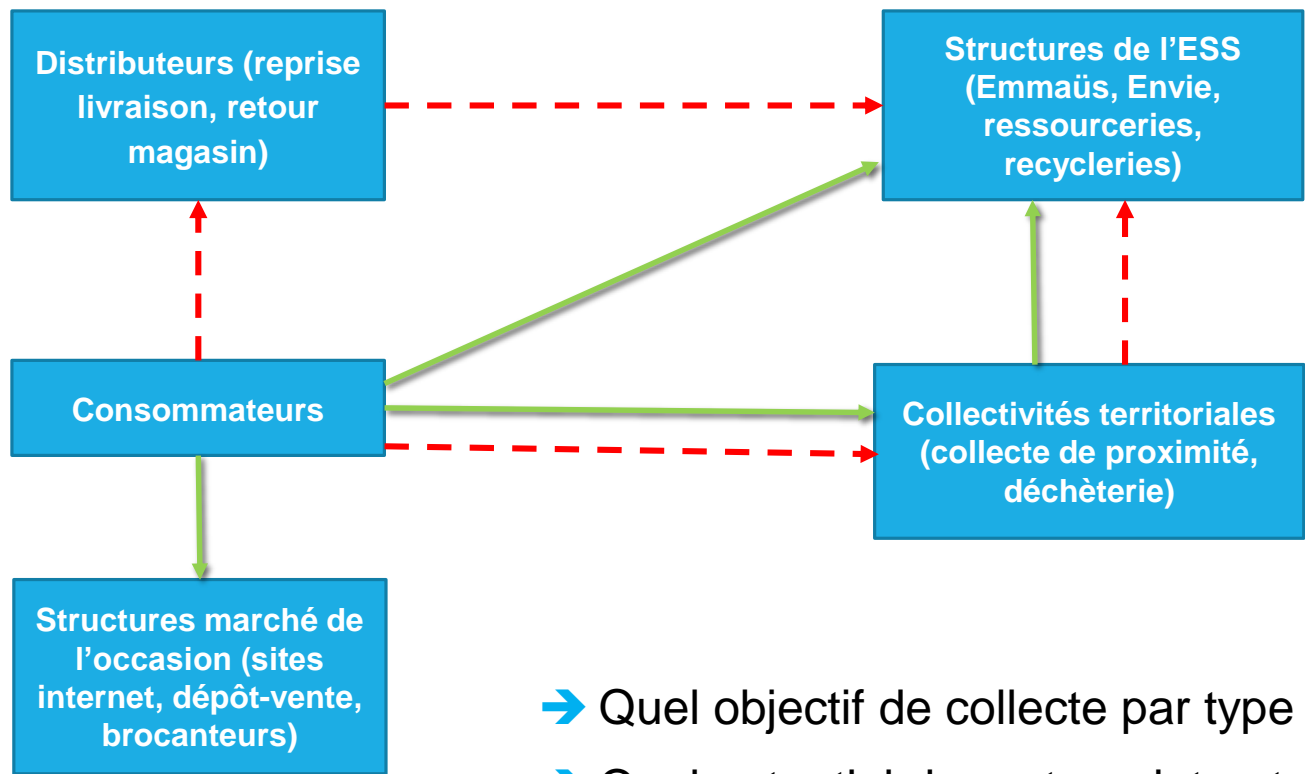 Distributeurs (reprise
livraison, retour
magasin)
Structures de l’ESS
(Emmaüs, Envie,
ressourceries,
recycleries)
Consommateurs
Collectivités territoriales
(collecte de proximité,
déchèterie)
Structures marché de
l’occasion (sites
internet, dépôt-vente,
brocanteurs)
➔ Quel objectif de collecte par type